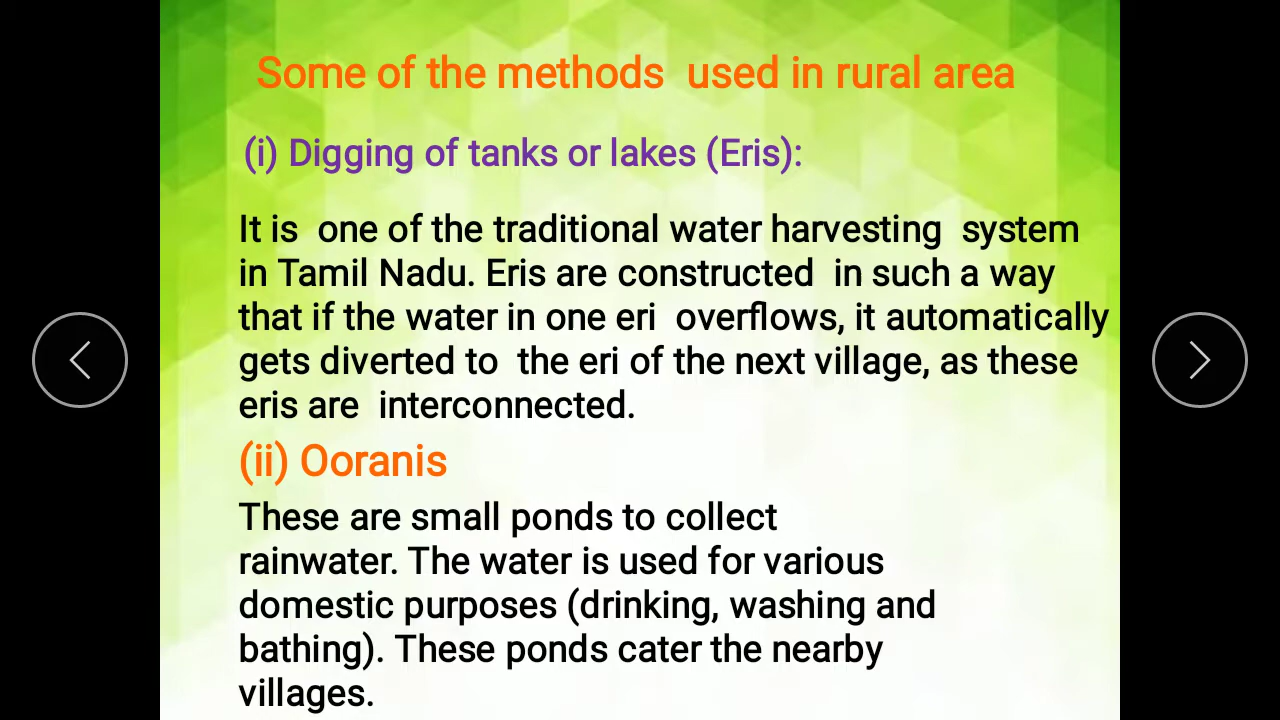 Some of the methods  used in rural area
(i) Digging of tanks or lakes (Eris):
It is  one of the traditional water harvesting  system
in Tamil Nadu. Eris are constructed  in such a way
that if the water in one eri  overflows, it automatically
gets diverted to  the eri of the next village, as these
eris are  interconnected.
(ii) Ooranis
These are small ponds to collect
rainwater. The water is used for various
domestic purposes (drinking, washing and
bathing). These ponds cater the nearby
villages.